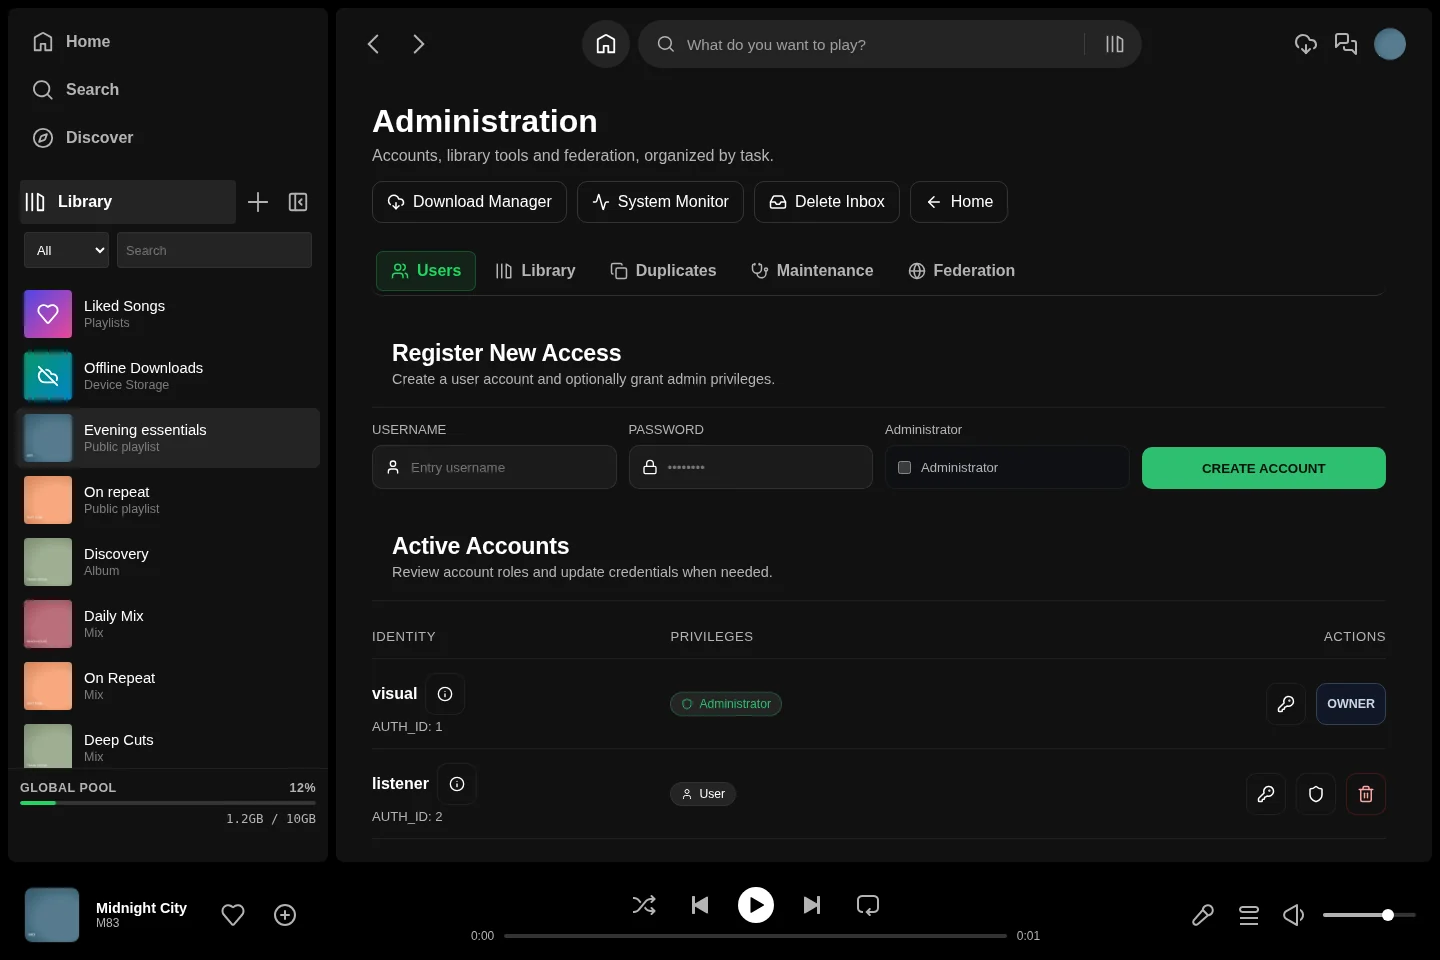 Home
Search
Discover
Library
All
Search
Liked Songs
Playlists
Offline Downloads
Device Storage
Evening essentials
Public playlist
On repeat
Public playlist
Discovery
Album
Daily Mix
Mix
On Repeat
Mix
Deep Cuts
Mix
GLOBAL POOL 12%
1.2GB / 10GB
What do you want to play?
Administration
Accounts, library tools and federation, organized by task.
Download Manager
System Monitor
Delete Inbox
Home
Users
Library
Duplicates
Maintenance
Federation
Register New Access
Create a user account and optionally grant admin privileges.
USERNAME
Entry username
PASSWORD
••••••••
Administrator
Administrator
CREATE ACCOUNT
Active Accounts
Review account roles and update credentials when needed.
IDENTITY PRIVILEGES ACTIONS
visual
AUTH_ID: 1
Administrator
OWNER
listener
AUTH_ID: 2
User
Midnight City
M83
0:00
0:01